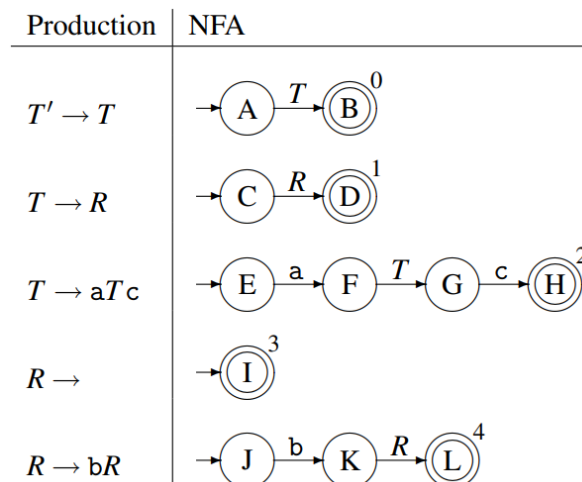 Production NFA
T′ → T A T B 0
T → R C R D 1
T → aTc E a F T G c H 2
R → I 3
R → bR J b K R L 4